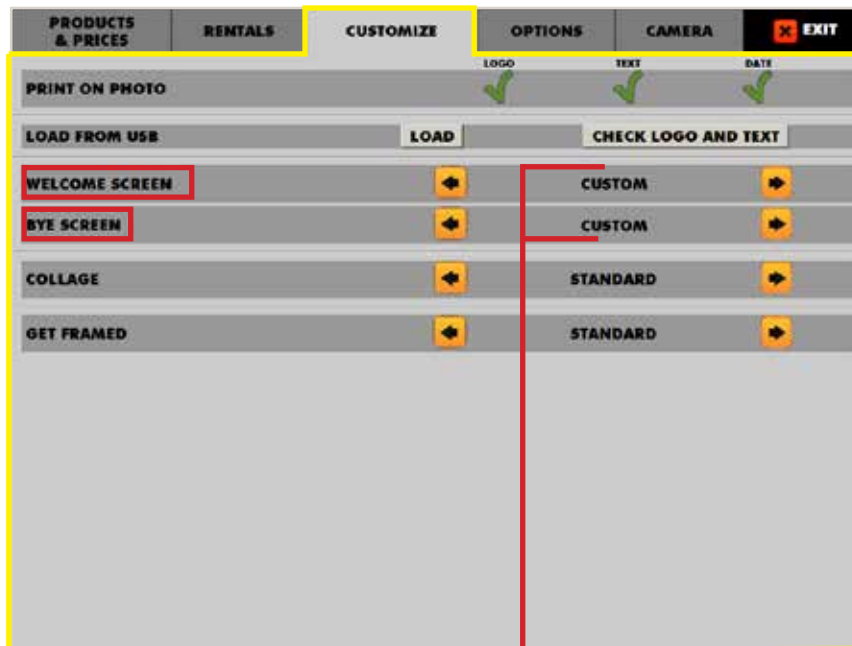 PRODUCTS
& PRICES
RENTALS
CUSTOMIZE
OPTIONS
CAMERA
EXIT
LOGO
TEXT
DATE
PRINT ON PHOTO
LOAD FROM USB
LOAD
CHECK LOGO AND TEXT
WELCOME SCREEN
CUSTOM
BYE SCREEN
CUSTOM
COLLAGE
STANDARD
GET FRAMED
STANDARD